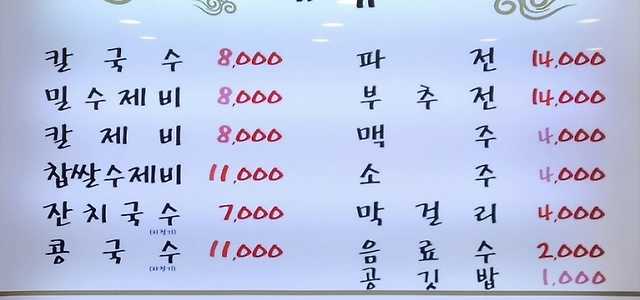 칼국수 8,000
밀수제비 8,000
칼제비 8,000
찹쌀수제비 11,000
잔치국수 7,000
콩국수 11,000
파전 14,000
부추전 14,000
맥주 4,000
소주 4,000
막걸리 4,000
음료수 2,000
공깃밥 1,000